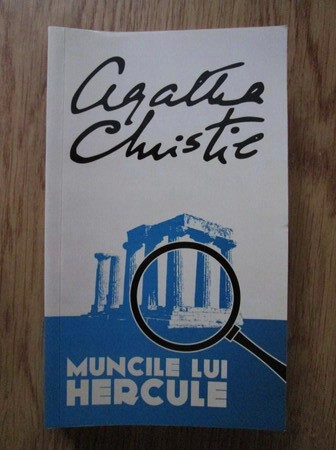 Agatha
Christie
MUNCILE LUI
HERCULE